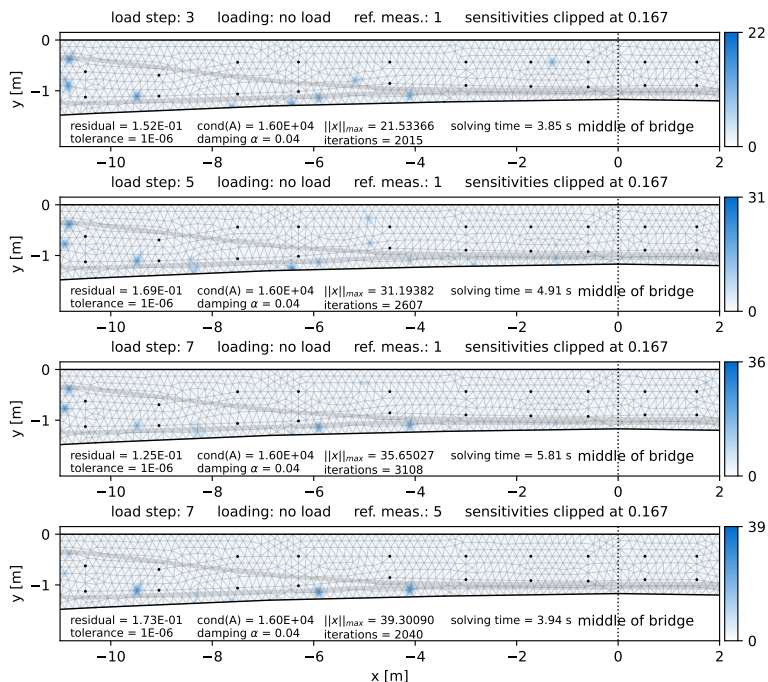 load step: 3 loading: no load ref. meas.: 1 sensitivities clipped at 0.167
22
0
y [m]
0
−1
residual = 1.52E-01 cond(A) = 1.60E+04 ||x||max = 21.53366 solving time = 3.85 s middle of bridge
tolerance = 1E-06 damping α = 0.04 iterations = 2015
−10 −8 −6 −4 −2 0 2
load step: 5 loading: no load ref. meas.: 1 sensitivities clipped at 0.167
31
0
y [m]
0
−1
residual = 1.69E-01 cond(A) = 1.60E+04 ||x||max = 31.19382 solving time = 4.91 s middle of bridge
tolerance = 1E-06 damping α = 0.04 iterations = 2607
−10 −8 −6 −4 −2 0 2
load step: 7 loading: no load ref. meas.: 1 sensitivities clipped at 0.167
36
0
y [m]
0
−1
residual = 1.25E-01 cond(A) = 1.60E+04 ||x||max = 35.65027 solving time = 5.81 s middle of bridge
tolerance = 1E-06 damping α = 0.04 iterations = 3108
−10 −8 −6 −4 −2 0 2
load step: 7 loading: no load ref. meas.: 5 sensitivities clipped at 0.167
39
0
y [m]
0
−1
residual = 1.73E-01 cond(A) = 1.60E+04 ||x||max = 39.30090 solving time = 3.94 s middle of bridge
tolerance = 1E-06 damping α = 0.04 iterations = 2040
−10 −8 −6 −4 −2 0 2
x [m]